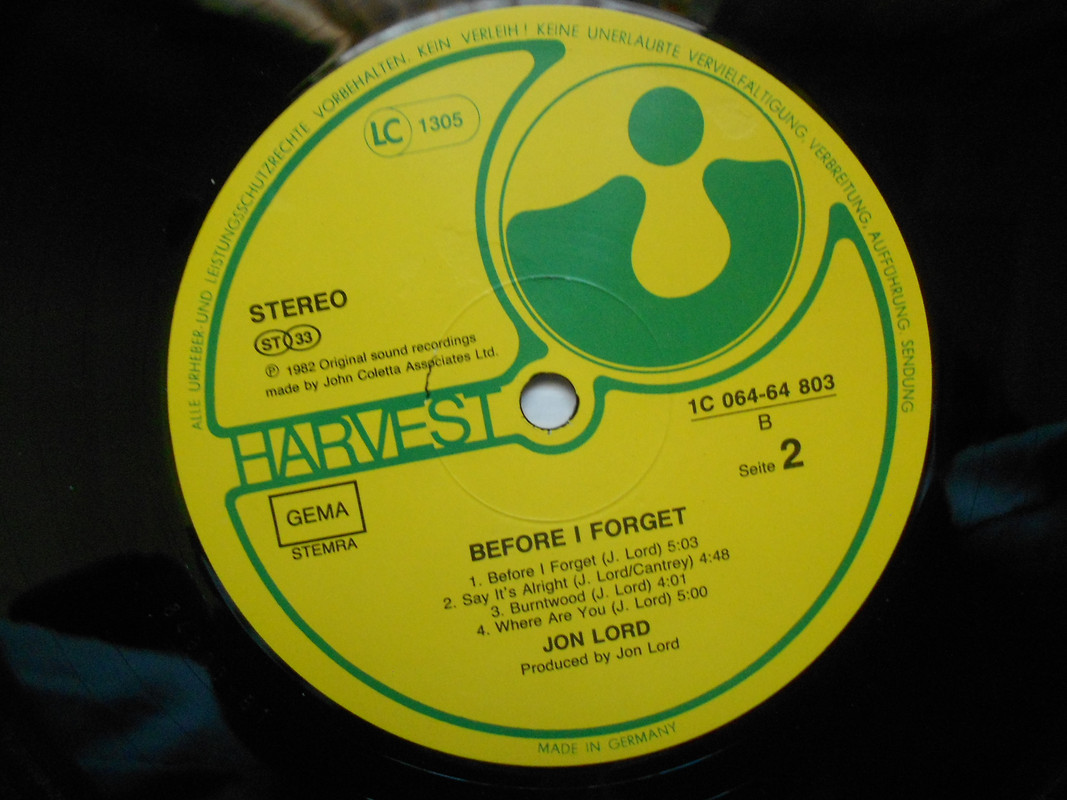 ALLE URHEBER- UND LEISTUNGSSCHUTZRECHTE VORBEHALTEN. KEIN VERLEIH! KEINE UNERLAUBTE VERVIELFÄLTIGUNG, VERBREITUNG, AUFFÜHRUNG, SENDUNG
LC 1305
STEREO
ST 33
℗ 1982 Original sound recordings
made by John Coletta Associates Ltd.
HARVEST
1C 064-64 803
B
Seite 2
GEMA
STEMRA
BEFORE I FORGET
1. Before I Forget (J. Lord) 5:03
2. Say It's Alright (J. Lord/Cantrey) 4:48
3. Burntwood (J. Lord) 4:01
4. Where Are You (J. Lord) 5:00
JON LORD
Produced by Jon Lord
MADE IN GERMANY